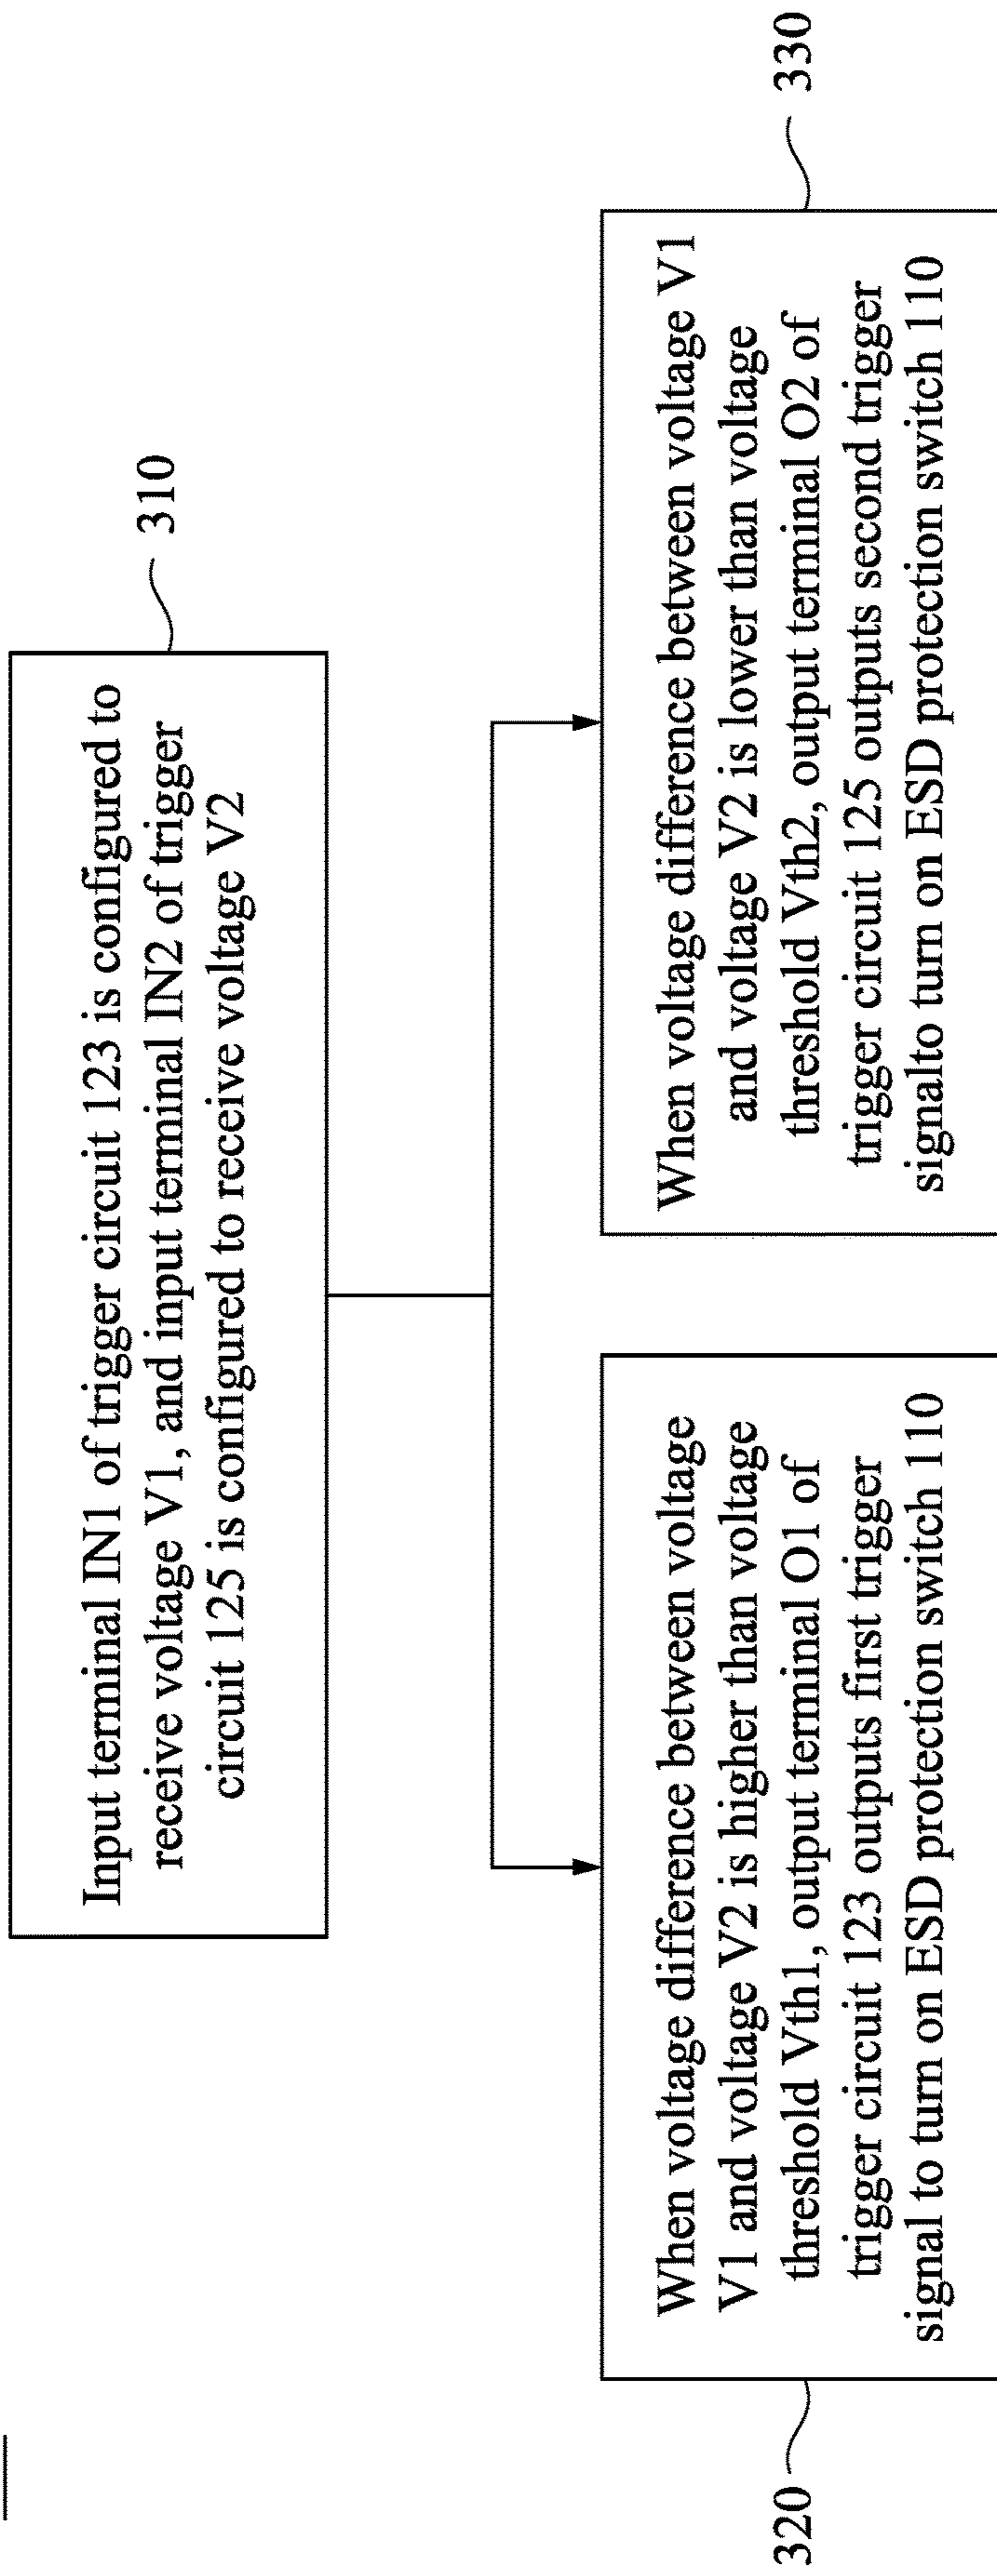 Input terminal IN1 of trigger circuit 123 is configured to
receive voltage V1, and input terminal IN2 of trigger
circuit 125 is configured to receive voltage V2
310
When voltage difference between voltage
V1 and voltage V2 is higher than voltage
threshold Vth1, output terminal O1 of
trigger circuit 123 outputs first trigger
signal to turn on ESD protection switch 110
320
When voltage difference between voltage V1
and voltage V2 is lower than voltage
threshold Vth2, output terminal O2 of
trigger circuit 125 outputs second trigger
signalto turn on ESD protection switch 110
330